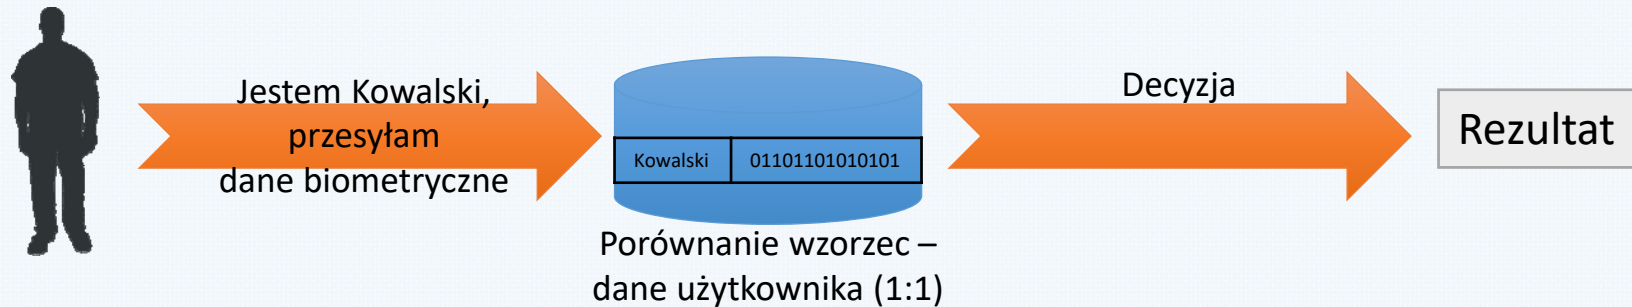 Jestem Kowalski,
przesyłam
dane biometryczne
Kowalski 01101101010101
Porównanie wzorzec –
dane użytkownika (1:1)
Decyzja
Rezultat